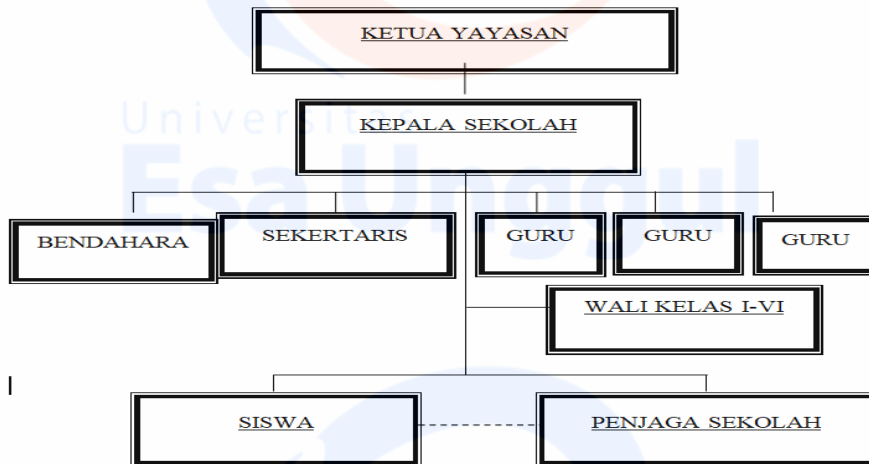 KETUA YAYASAN
Universitas
Esa Unggul
KEPALA SEKOLAH
BENDAHARA
SEKERTARIS
GURU
GURU
GURU
WALI KELAS I-VI
SISWA
PENJAGA SEKOLAH